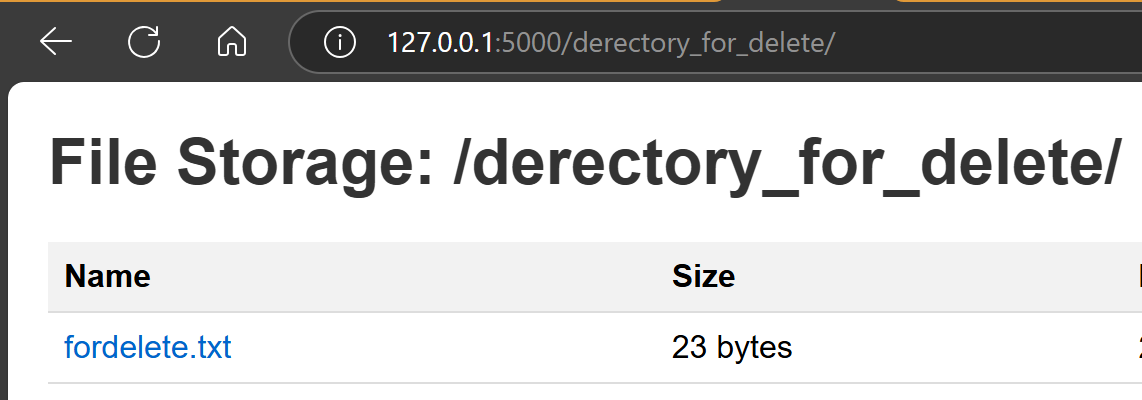 127.0.0.1:5000/derectory_for_delete/
File Storage: /derectory_for_delete/
Name Size
fordelete.txt 23 bytes